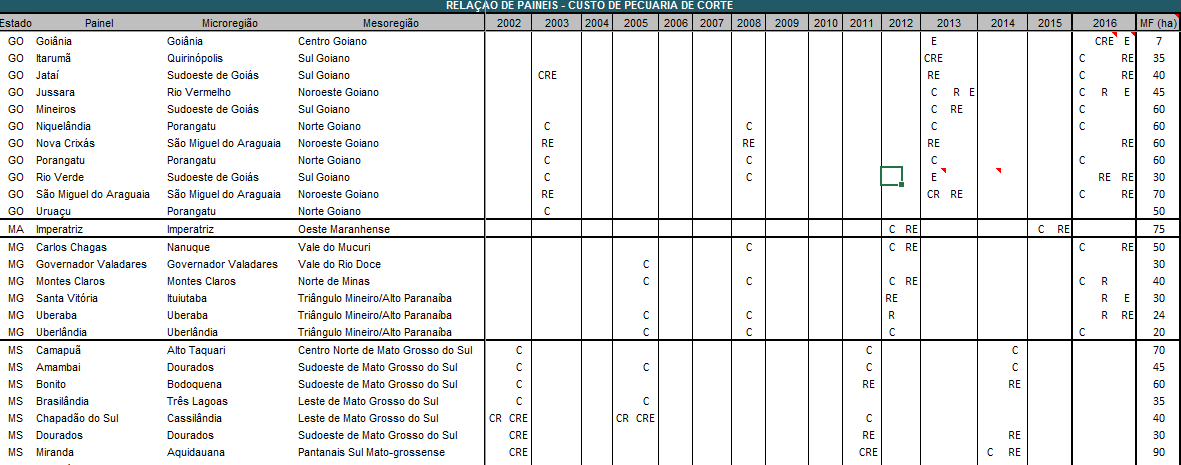 RELAÇÃO DE PAINEIS - CUSTO DE PECUARIA DE CORTE
Estado Painel Microregião Mesoregião 2002 2003 2004 2005 2006 2007 2008 2009 2010 2011 2012 2013 2014 2015 2016 MF (ha)
GO Goiânia Goiânia Centro Goiano E CRE E 7
GO Itarumã Quirinópolis Sul Goiano CRE C RE 35
GO Jataí Sudoeste de Goiás Sul Goiano CRE RE C RE 40
GO Jussara Rio Vermelho Noroeste Goiano C R E C R E 45
GO Mineiros Sudoeste de Goiás Sul Goiano C RE C 60
GO Niquelândia Porangatu Norte Goiano C C C C 60
GO Nova Crixás São Miguel do Araguaia Noroeste Goiano RE RE RE RE 60
GO Porangatu Porangatu Norte Goiano C C C C 60
GO Rio Verde Sudoeste de Goiás Sul Goiano C C E RE RE 30
GO São Miguel do Araguaia São Miguel do Araguaia Noroeste Goiano RE CR RE C RE 70
GO Uruaçu Porangatu Norte Goiano C 50
MA Imperatriz Imperatriz Oeste Maranhense C RE C RE 75
MG Carlos Chagas Nanuque Vale do Mucuri C C RE C RE 50
MG Governador Valadares Governador Valadares Vale do Rio Doce C 30
MG Montes Claros Montes Claros Norte de Minas C C C RE C R 40
MG Santa Vitória Ituiutaba Triângulo Mineiro/Alto Paranaíba RE R E 30
MG Uberaba Uberaba Triângulo Mineiro/Alto Paranaíba C C R R RE 24
MG Uberlândia Uberlândia Triângulo Mineiro/Alto Paranaíba C C C C 20
MS Camapuã Alto Taquari Centro Norte de Mato Grosso do Sul C C C 70
MS Amambai Dourados Sudoeste de Mato Grosso do Sul C C C C 45
MS Bonito Bodoquena Sudoeste de Mato Grosso do Sul C RE RE 60
MS Brasilândia Três Lagoas Leste de Mato Grosso do Sul C C 35
MS Chapadão do Sul Cassilândia Leste de Mato Grosso do Sul CR CRE CR CRE C 40
MS Dourados Dourados Sudoeste de Mato Grosso do Sul CRE RE RE 30
MS Miranda Aquidauana Pantanais Sul Mato-grossense CRE CRE C RE 90